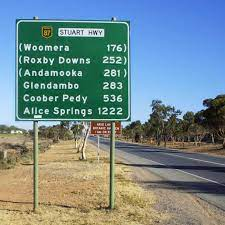 87
STUART HWY
(Woomera 176)
(Roxby Downs 252)
(Andamooka 281)
Glendambo 283
Coober Pedy 536
Alice Springs 1222